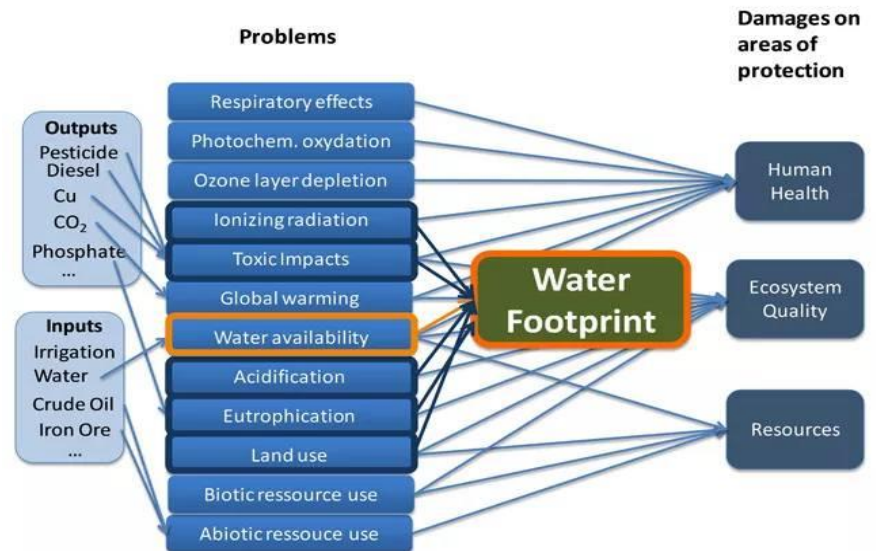 Problems
Damages on
areas of
protection
Outputs
Pesticide
Diesel
Cu
CO₂
Phosphate
...
Inputs
Irrigation
Water
Crude Oil
Iron Ore
...
Respiratory effects
Photochem. oxydation
Ozone layer depletion
Ionizing radiation
Toxic Impacts
Global warming
Water availability
Acidification
Eutrophication
Land use
Biotic ressource use
Abiotic ressouce use
Water
Footprint
Human
Health
Ecosystem
Quality
Resources